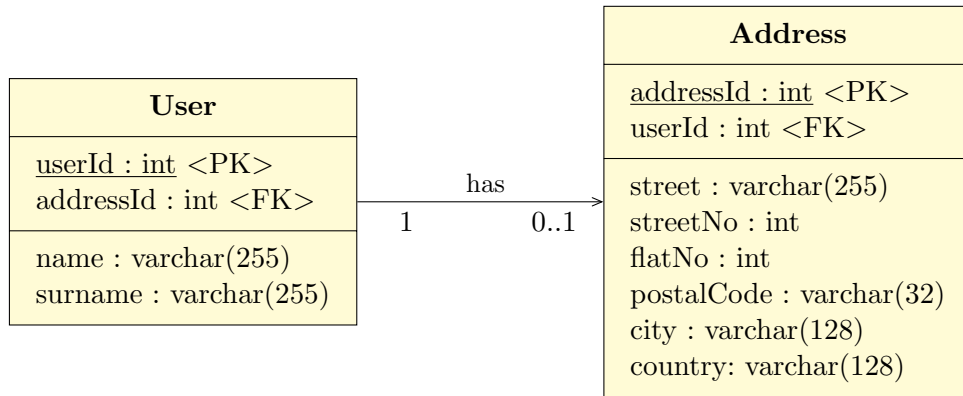 User
userId : int <PK>
addressId : int <FK>
name : varchar(255)
surname : varchar(255)
has
1
0..1
Address
addressId : int <PK>
userId : int <FK>
street : varchar(255)
streetNo : int
flatNo : int
postalCode : varchar(32)
city : varchar(128)
country: varchar(128)